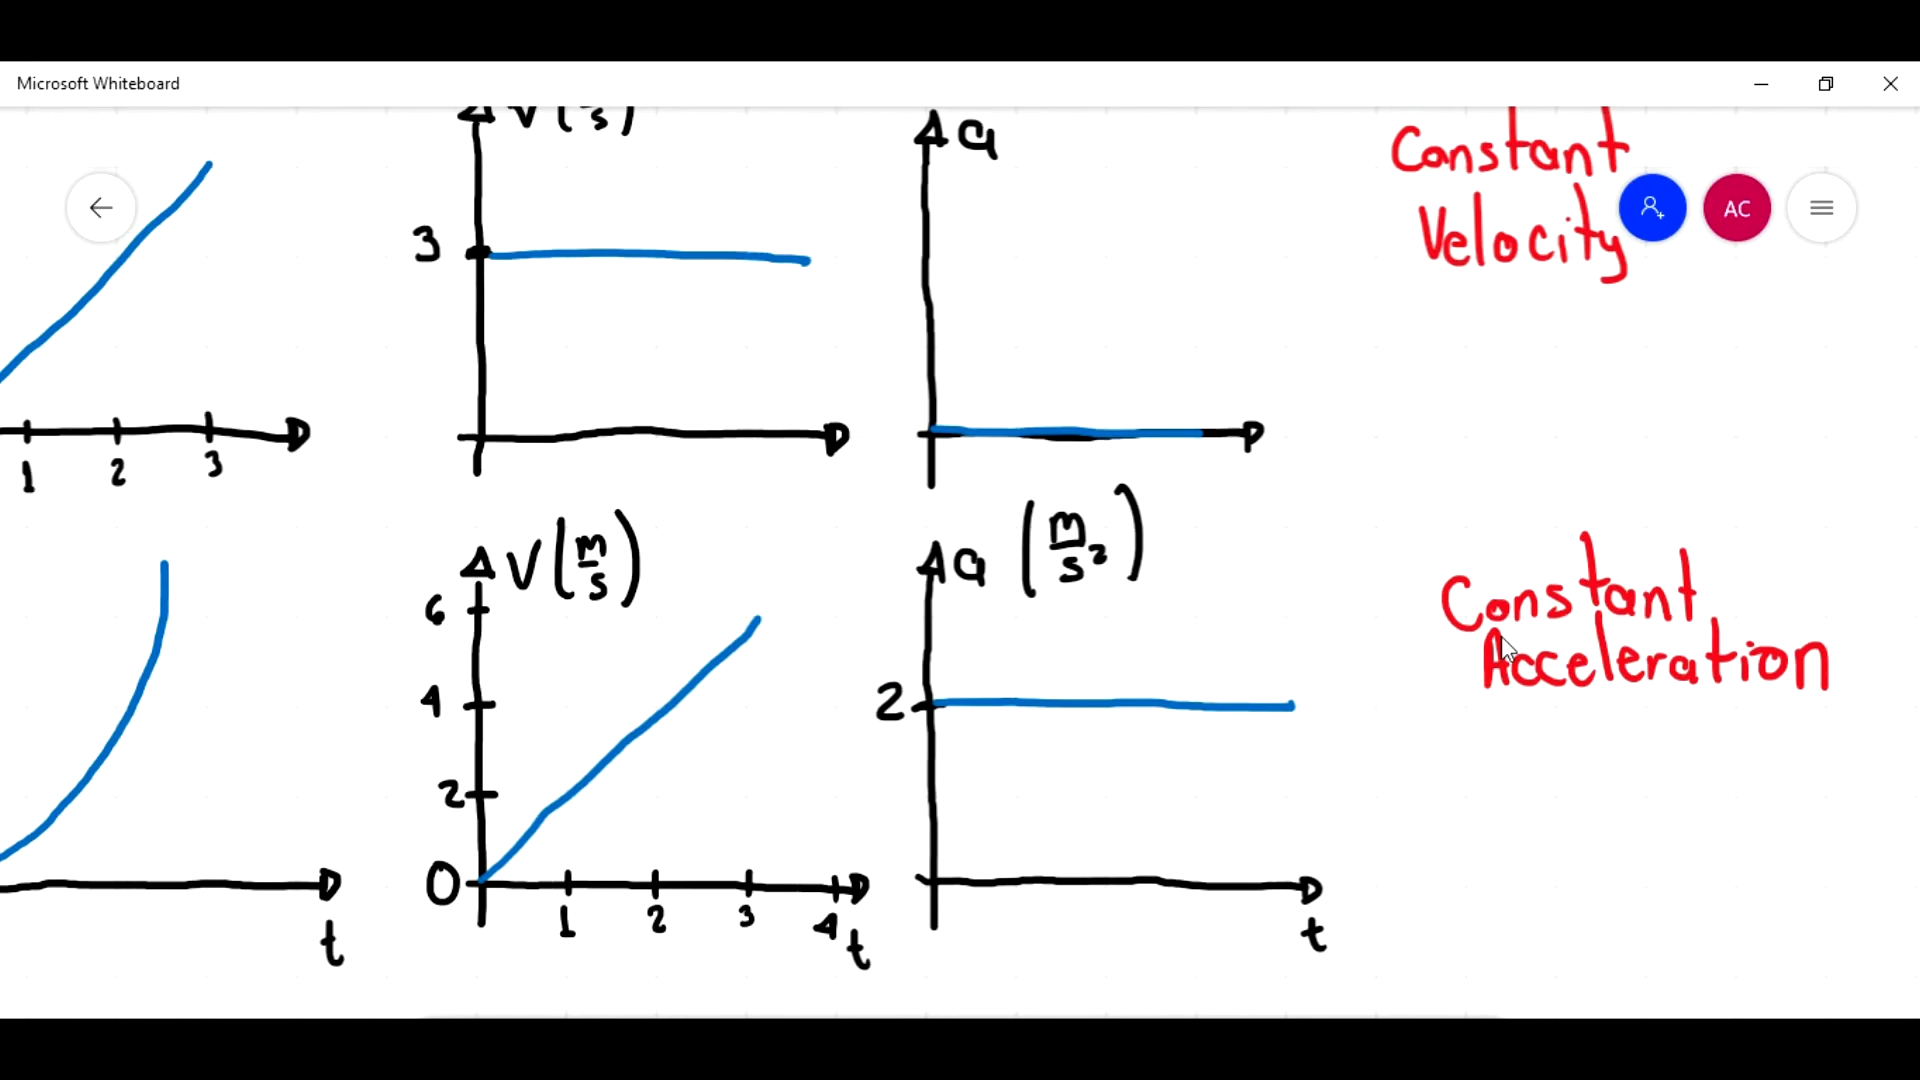 Microsoft Whiteboard
V (m/s)
a
Constant
Velocity
AC
3
1 2 3
V (m/s)
a (m/s²)
6
4
2
0
1 2 3 4
t
t
2
t
Constant
Acceleration